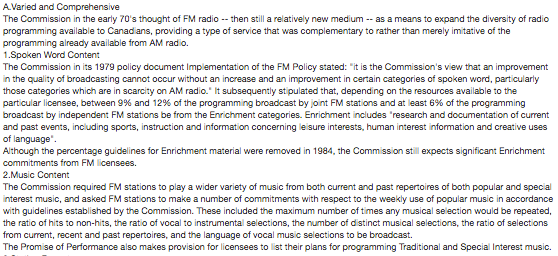 A.Varied and Comprehensive
The Commission in the early 70's thought of FM radio -- then still a relatively new medium -- as a means to expand the diversity of radio
programming available to Canadians, providing a type of service that was complementary to rather than merely imitative of the
programming already available from AM radio.
1.Spoken Word Content
The Commission in its 1979 policy document Implementation of the FM Policy stated: "it is the Commission's view that an improvement
in the quality of broadcasting cannot occur without an increase and an improvement in certain categories of spoken word, particularly
those categories which are in scarcity on AM radio." It subsequently stipulated that, depending on the resources available to the
particular licensee, between 9% and 12% of the programming broadcast by joint FM stations and at least 6% of the programming
broadcast by independent FM stations be from the Enrichment categories. Enrichment includes "research and documentation of current
and past events, including sports, instruction and information concerning leisure interests, human interest information and creative uses
of language".
Although the percentage guidelines for Enrichment material were removed in 1984, the Commission still expects significant Enrichment
commitments from FM licensees.
2.Music Content
The Commission required FM stations to play a wider variety of music from both current and past repertoires of both popular and special
interest music, and asked FM stations to make a number of commitments with respect to the weekly use of popular music in accordance
with guidelines established by the Commission. These included the maximum number of times any musical selection would be repeated,
the ratio of hits to non-hits, the ratio of vocal to instrumental selections, the number of distinct musical selections, the ratio of selections
from current, recent and past repertoires, and the language of vocal music selections to be broadcast.
The Promise of Performance also makes provision for licensees to list their plans for programming Traditional and Special Interest music.